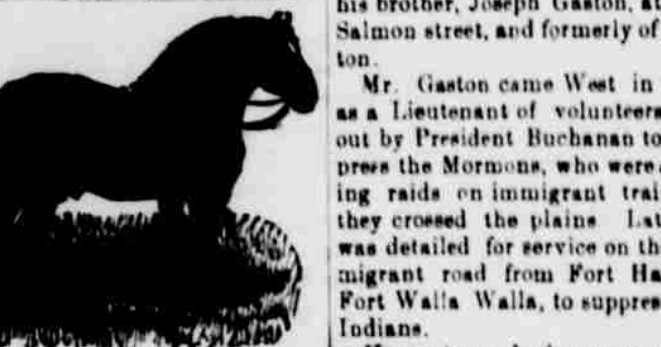 his brother, Joseph Gaston, at
Salmon street, and formerly of
ton.
Mr. Gaston came West in
as a Lieutenant of volunteers
out by President Buchanan to
press the Mormons, who were
ing raids on immigrant trai
they crossed the plains Lat
was detailed for service on th
migrant road from Fort Ha
Fort Walla Walla, to suppres
Indians.